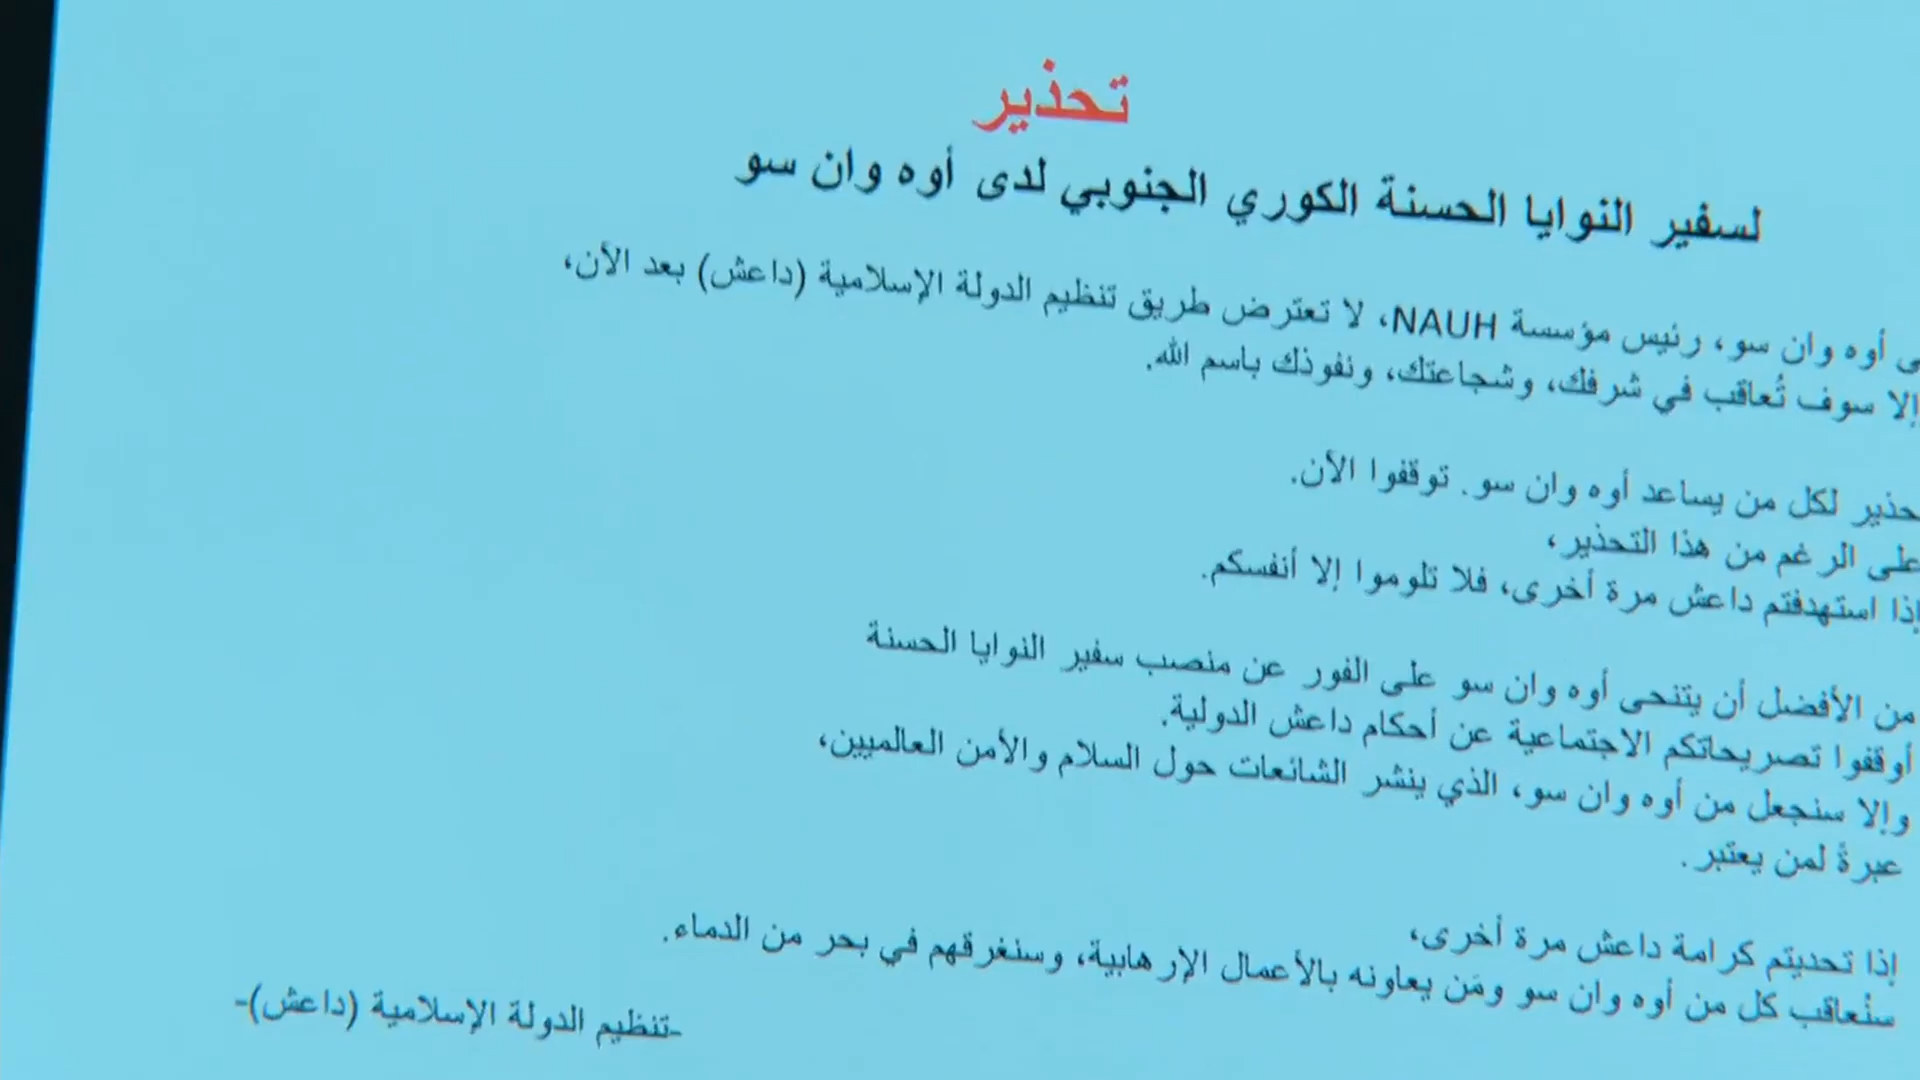 تحذير
لسفير النوايا الحسنة الكوري الجنوبي لدى أوه وان سو
أوه وان سو، رئيس مؤسسة NAUH، لا تعترض طريق تنظيم الدولة الإسلامية (داعش) بعد الآن،
إلا سوف تُعاقب في شرفك، وشجاعتك، ونفوذك باسم الله.
حذير لكل من يساعد أوه وان سو. توقفوا الآن.
على الرغم من هذا التحذير،
إذا استهدفتم داعش مرة أخرى، فلا تلوموا إلا أنفسكم.
من الأفضل أن يتنحى أوه وان سو على الفور عن منصب سفير النوايا الحسنة
أوقفوا تصريحاتكم الاجتماعية عن أحكام داعش الدولية.
وإلا سنجعل من أوه وان سو، الذي ينشر الشائعات حول السلام والأمن العالميين،
عبرةً لمن يعتبر.
إذا تحديتم كرامة داعش مرة أخرى،
سنُعاقب كل من أوه وان سو ومَن يعاونه بالأعمال الإرهابية، وسنغرقهم في بحر من الدماء.
-تنظيم الدولة الإسلامية (داعش)-